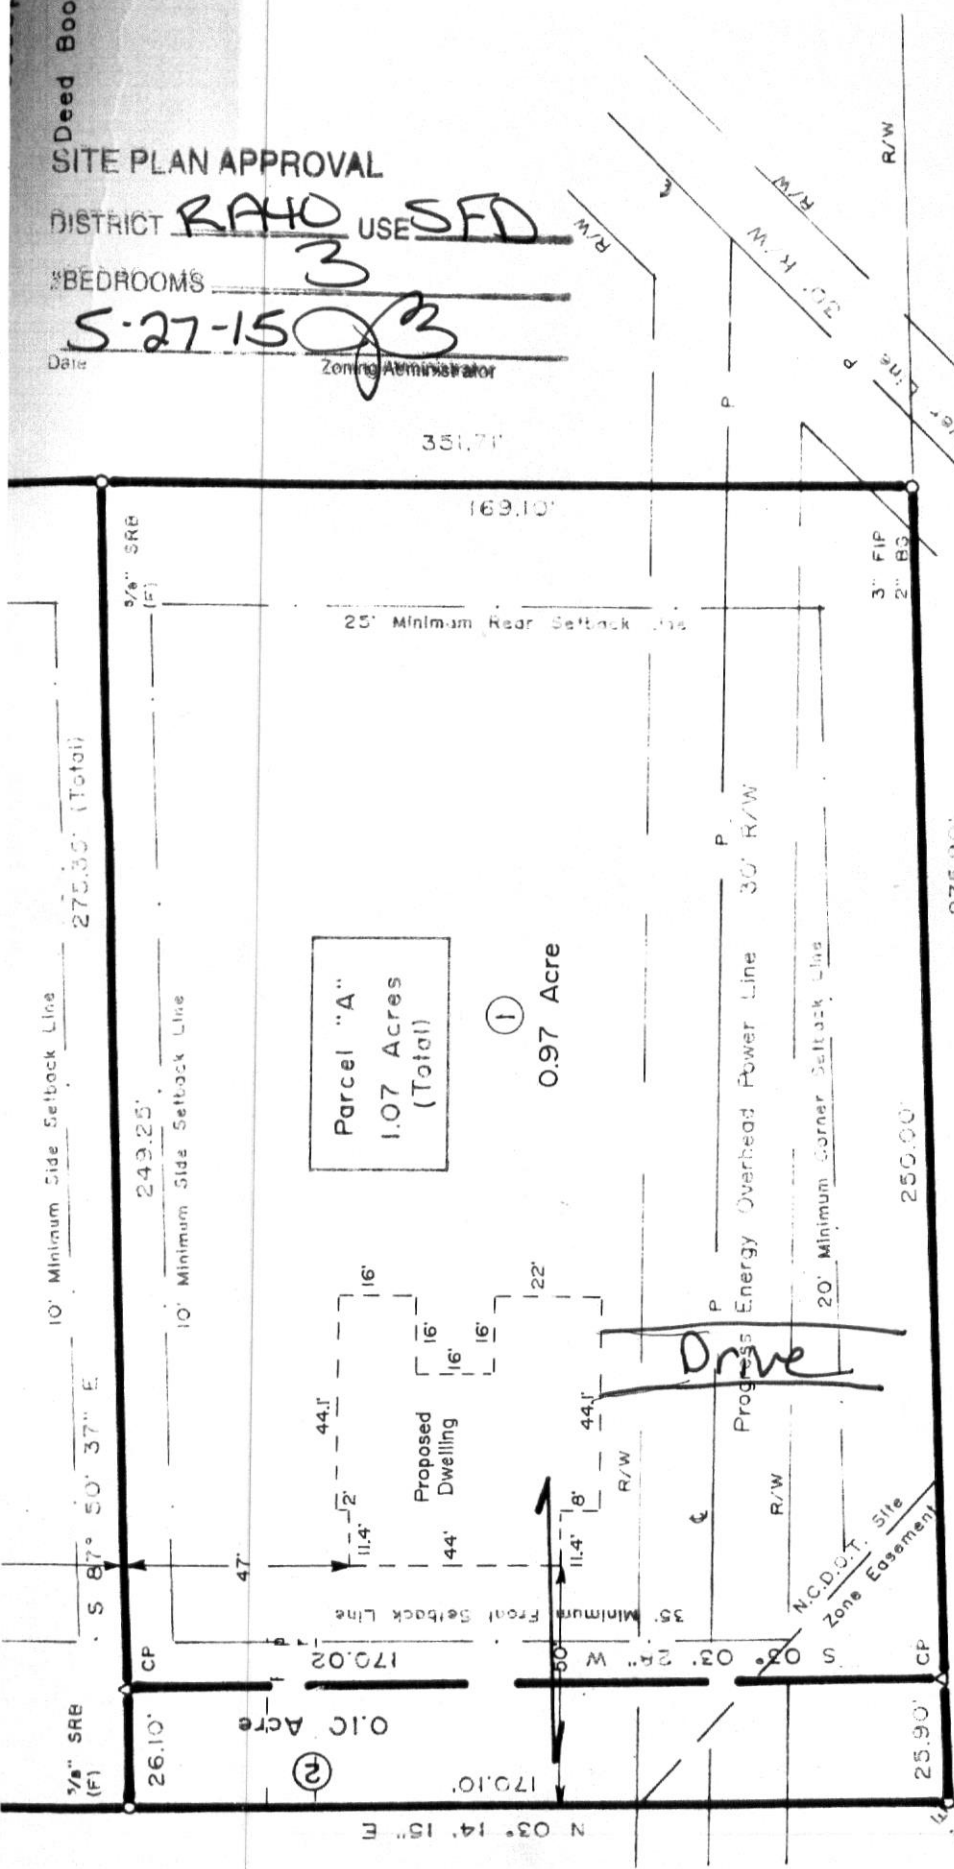 Deed Boo
SITE PLAN APPROVAL
DISTRICT RA40 USE SFD
#BEDROOMS 3
5-27-15
Date Zoning Administrator
351.71'
169.10'
5/8" SRB
(F)
3" FIP
2" BG
25' Minimum Rear Setback Line
R/W
R/W
R/W
30' R/W
P
P
P
P
275.35' (Total)
10' Minimum Side Setback Line
249.25'
10' Minimum Side Setback Line
S 87° 50' 37" E
Parcel "A"
1.07 Acres
(Total)
1
0.97 Acre
Progress Energy Overhead Power Line 30' R/W
20' Minimum Corner Setback Line
250.00'
16'
16'
16'
16'
22'
44.1'
44.1'
Proposed
Dwelling
2'
11.4'
44'
8'
11.4'
Drive
R/W
R/W
N.C.D.O.T. Site
Zone Easement
47'
50'
35' Minimum Front Setback Line
S 03° 03' 28" W
170.02
CP
CP
5/8" SRB
(F)
26.10'
0.10 Acre
2
170.10'
25.90'
N 03° 14' 15" E